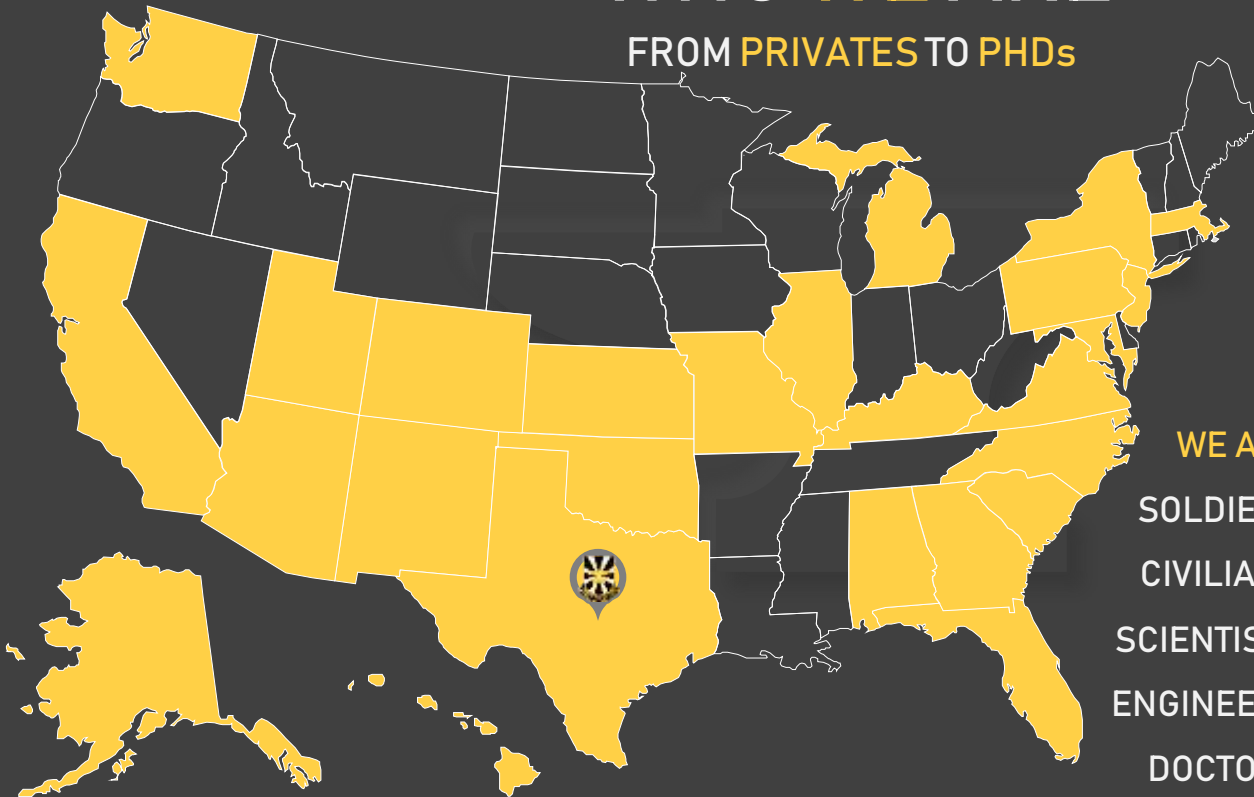 FROM PRIVATES TO PHDs
WE A
SOLDIE
CIVILIA
SCIENTIS
ENGINEE
DOCTO